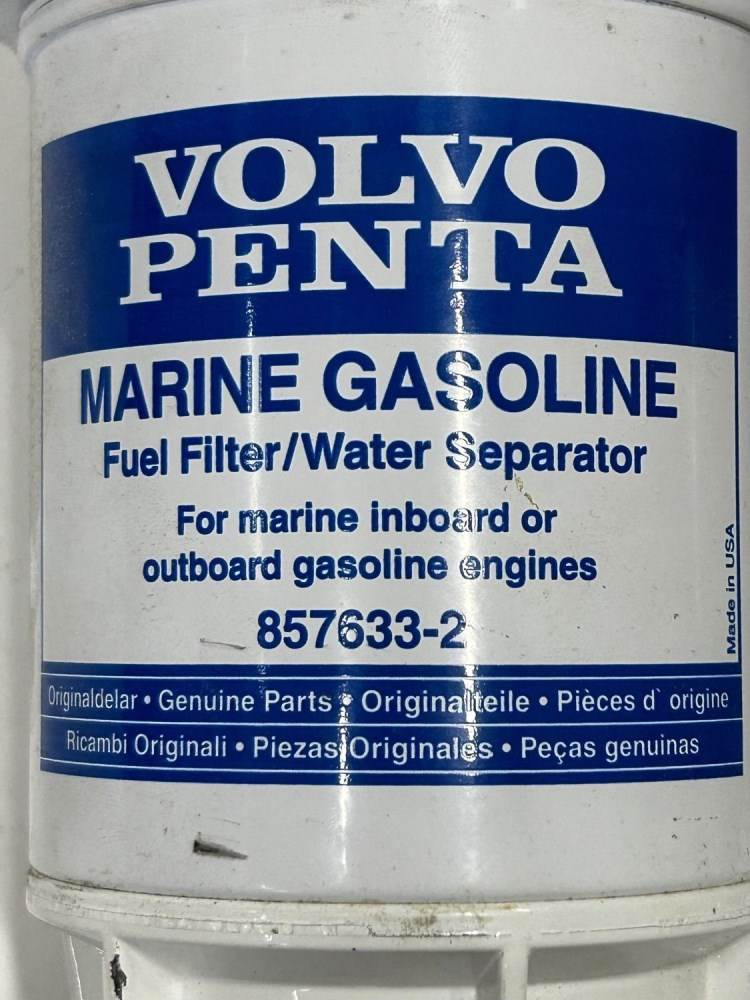 VOLVO
PENTA
MARINE GASOLINE
Fuel Filter/Water Separator
For marine inboard or
outboard gasoline engines
857633-2
Made in USA
Originaldelar • Genuine Parts • Originalteile • Pièces d` origine
Ricambi Originali • Piezas Originales • Peças genuinas